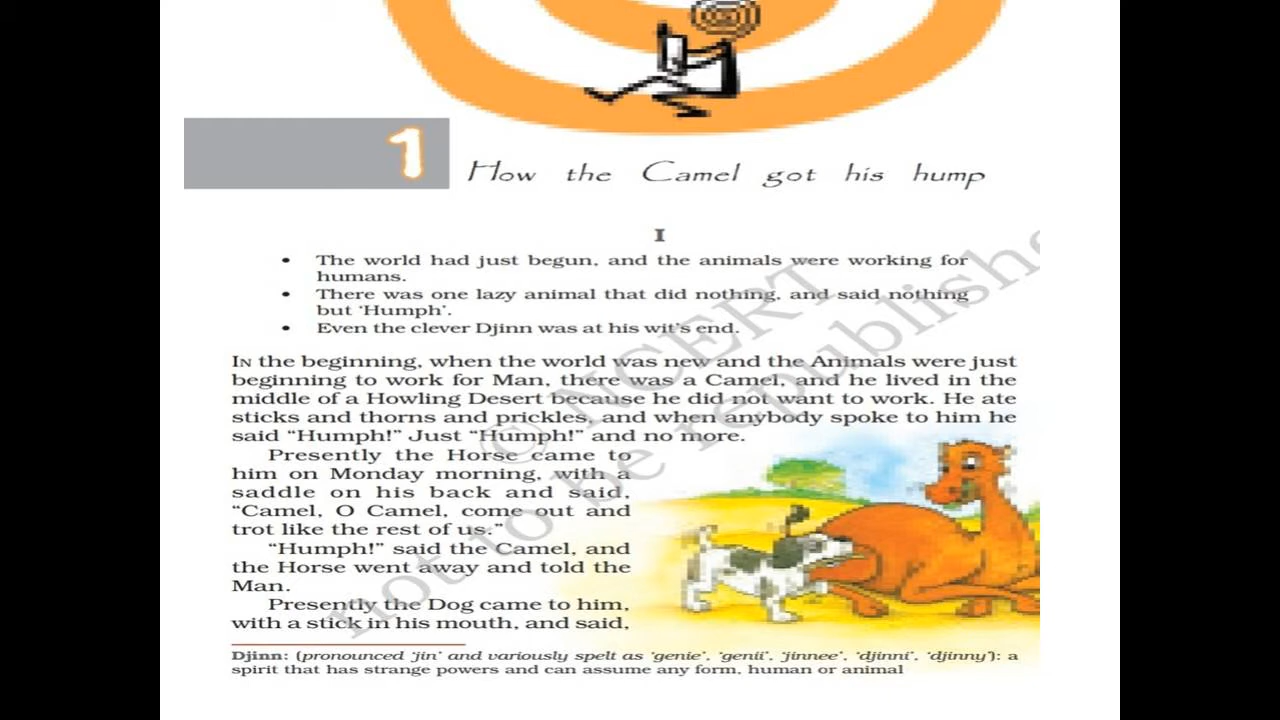 1
How the Camel got his hump
I
• The world had just begun, and the animals were working for
humans.
• There was one lazy animal that did nothing, and said nothing
but ‘Humph’.
• Even the clever Djinn was at his wit’s end.
IN the beginning, when the world was new and the Animals were just
beginning to work for Man, there was a Camel, and he lived in the
middle of a Howling Desert because he did not want to work. He ate
sticks and thorns and prickles, and when anybody spoke to him he
said “Humph!” Just “Humph!” and no more.
Presently the Horse came to
him on Monday morning, with a
saddle on his back and said,
“Camel, O Camel, come out and
trot like the rest of us.”
“Humph!” said the Camel, and
the Horse went away and told the
Man.
Presently the Dog came to him,
with a stick in his mouth, and said,
Djinn: (pronounced ‘jin’ and variously spelt as ‘genie’, ‘genii’, ‘jinnee’, ‘djinni’, ‘djinny’): a
spirit that has strange powers and can assume any form, human or animal
© NCERT
not to be republishe